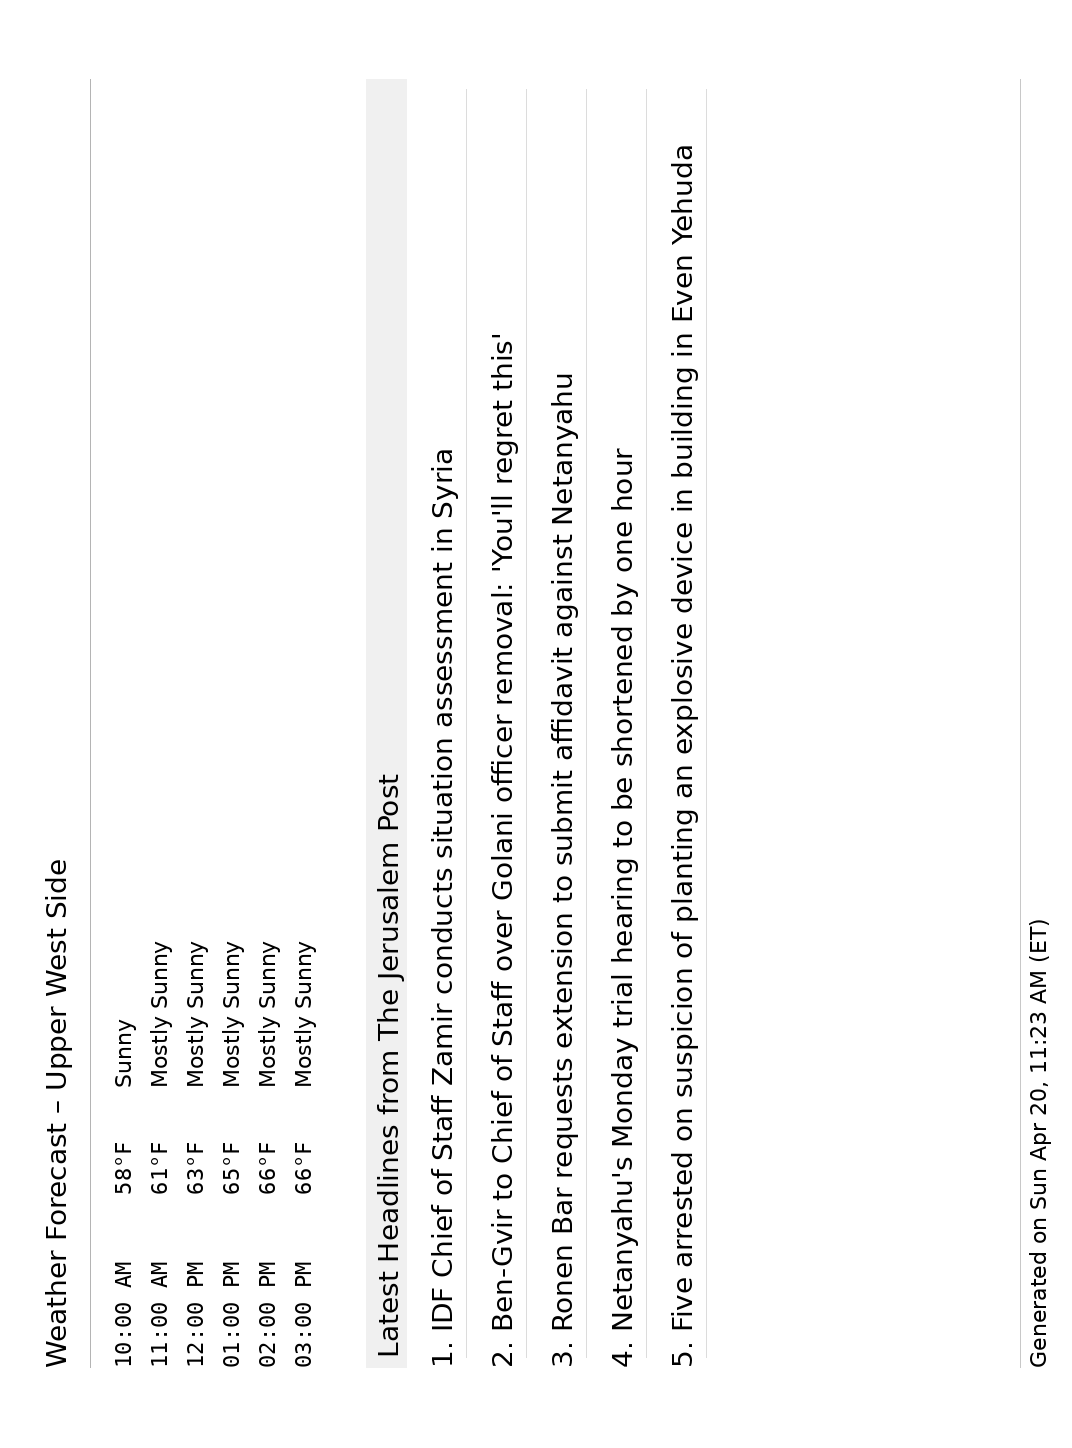 Weather Forecast – Upper West Side
10:00 AM 58°F Sunny
11:00 AM 61°F Mostly Sunny
12:00 PM 63°F Mostly Sunny
01:00 PM 65°F Mostly Sunny
02:00 PM 66°F Mostly Sunny
03:00 PM 66°F Mostly Sunny
Latest Headlines from The Jerusalem Post
1. IDF Chief of Staff Zamir conducts situation assessment in Syria
2. Ben-Gvir to Chief of Staff over Golani officer removal: 'You'll regret this'
3. Ronen Bar requests extension to submit affidavit against Netanyahu
4. Netanyahu's Monday trial hearing to be shortened by one hour
5. Five arrested on suspicion of planting an explosive device in building in Even Yehuda
Generated on Sun Apr 20, 11:23 AM (ET)